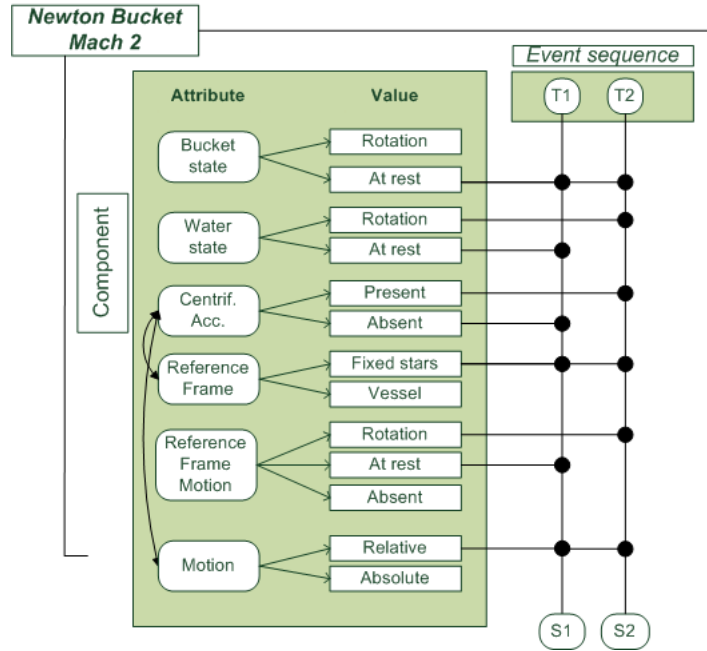 Newton Bucket
Mach 2
Event sequence
T1
T2
Component
Attribute
Value
Bucket
state
Rotation
At rest
Water
state
Rotation
At rest
Centrif.
Acc.
Present
Absent
Reference
Frame
Fixed stars
Vessel
Reference
Frame
Motion
Rotation
At rest
Absent
Motion
Relative
Absolute
S1
S2